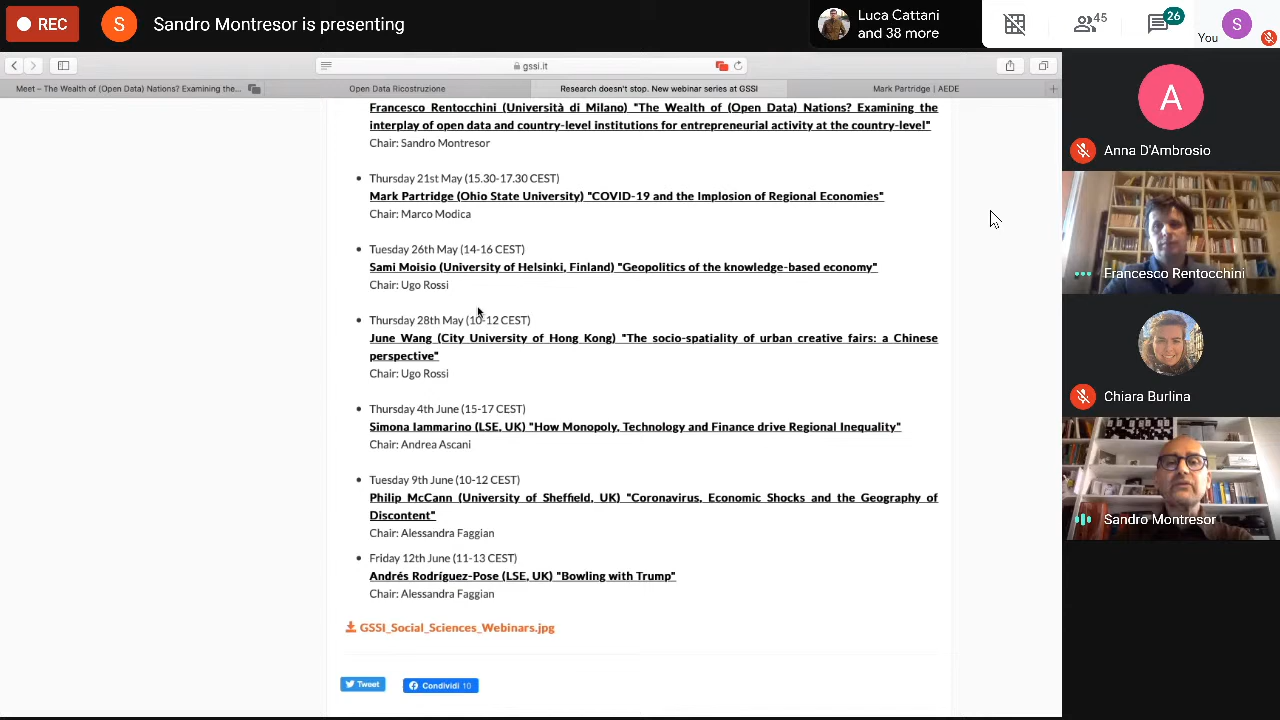 REC
S
Sandro Montresor is presenting
Luca Cattani
and 38 more
45
26
You
S
gssi.it
Meet – The Wealth of (Open Data) Nations? Examining the...
Open Data Ricostruzione
Research doesn't stop. New webinar series at GSSI
Mark Partridge | AEDE
Francesco Rentocchini (Università di Milano) "The Wealth of (Open Data) Nations? Examining the
interplay of open data and country-level institutions for entrepreneurial activity at the country-level"
Chair: Sandro Montresor
Thursday 21st May (15.30-17.30 CEST)
Mark Partridge (Ohio State University) "COVID-19 and the Implosion of Regional Economies"
Chair: Marco Modica
Tuesday 26th May (14-16 CEST)
Sami Moisio (University of Helsinki, Finland) "Geopolitics of the knowledge-based economy"
Chair: Ugo Rossi
Thursday 28th May (10-12 CEST)
June Wang (City University of Hong Kong) "The socio-spatiality of urban creative fairs: a Chinese
perspective"
Chair: Ugo Rossi
Thursday 4th June (15-17 CEST)
Simona Iammarino (LSE, UK) "How Monopoly, Technology and Finance drive Regional Inequality"
Chair: Andrea Ascani
Tuesday 9th June (10-12 CEST)
Philip McCann (University of Sheffield, UK) "Coronavirus, Economic Shocks and the Geography of
Discontent"
Chair: Alessandra Faggian
Friday 12th June (11-13 CEST)
Andrés Rodríguez-Pose (LSE, UK) "Bowling with Trump"
Chair: Alessandra Faggian
GSSI_Social_Sciences_Webinars.jpg
Tweet
Condividi 10
A
Anna D'Ambrosio
Francesco Rentocchini
Chiara Burlina
Sandro Montresor